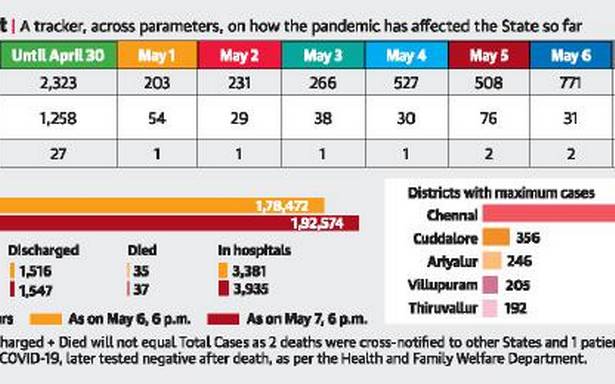 t | A tracker, across parameters, on how the pandemic has affected the State so far
Until April 30 May 1 May 2 May 3 May 4 May 5 May 6
2,323 203 231 266 527 508 771
1,258 54 29 38 30 76 31
27 1 1 1 1 2 2
1,78,472
1,92,574
Discharged Died In hospitals
1,516 35 3,381
1,547 37 3,935
rs As on May 6, 6 p.m. As on May 7, 6 p.m.
Districts with maximum cases
Chennai
Cuddalore 356
Ariyalur 246
Villupuram 205
Thiruvallur 192
harged + Died will not equal Total Cases as 2 deaths were cross-notified to other States and 1 patie
COVID-19, later tested negative after death, as per the Health and Family Welfare Department.